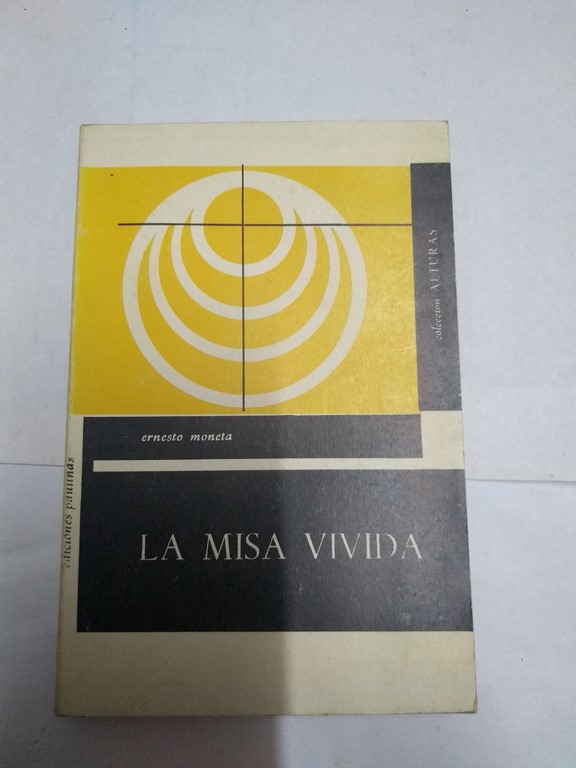 colección ALTURAS
ernesto moneta
ediciones paulinas
LA MISA VIVIDA